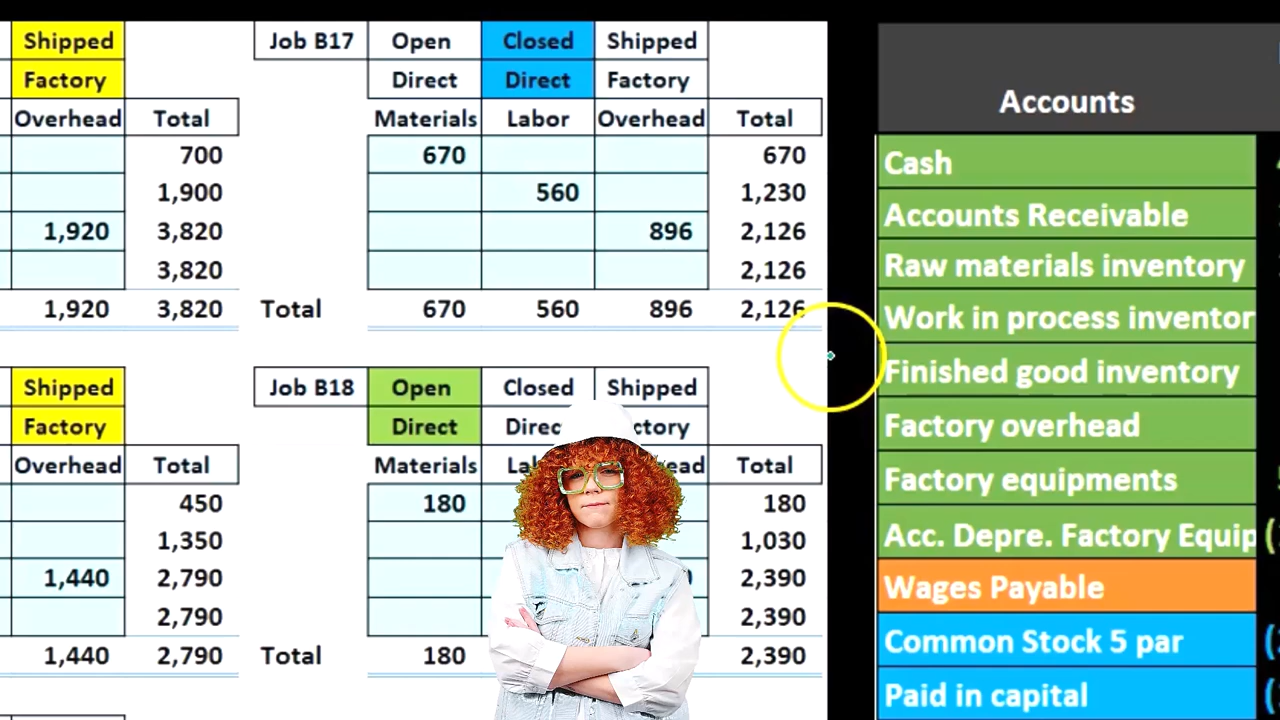 Shipped Job B17 Open Closed Shipped
Factory Direct Direct Factory
Overhead Total Materials Labor Overhead Total
700 670 670
1,900 560 1,230
1,920 3,820 896 2,126
3,820 2,126
1,920 3,820 Total 670 560 896 2,126
Shipped Job B18 Open Closed Shipped
Factory Direct
Overhead Total Materials Total
450 180 180
1,350 1,030
1,440 2,790 2,390
2,790 2,390
1,440 2,790 Total 180 2,390
Accounts
Cash
Accounts Receivable
Raw materials inventory
Work in process inventor
Finished good inventory
Factory overhead
Factory equipments
Acc. Depre. Factory Equip
Wages Payable
Common Stock 5 par
Paid in capital